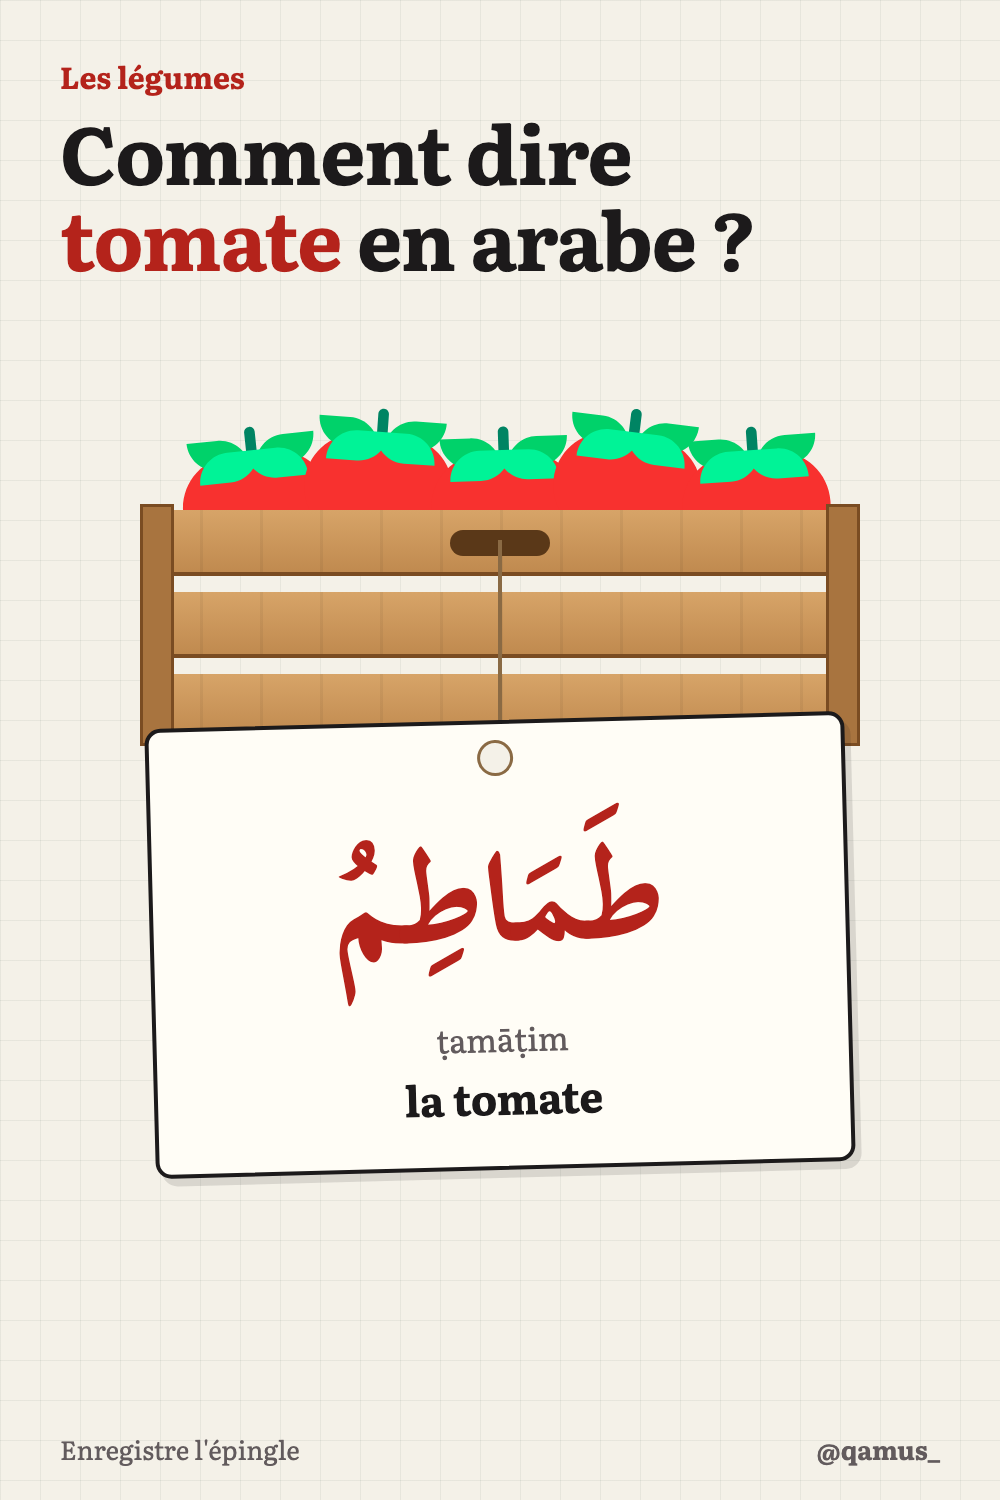 Les légumes
Comment dire
tomate en arabe ?
طَمَاطِمُ
ṭamāṭim
la tomate
Enregistre l'épingle
@qamus_